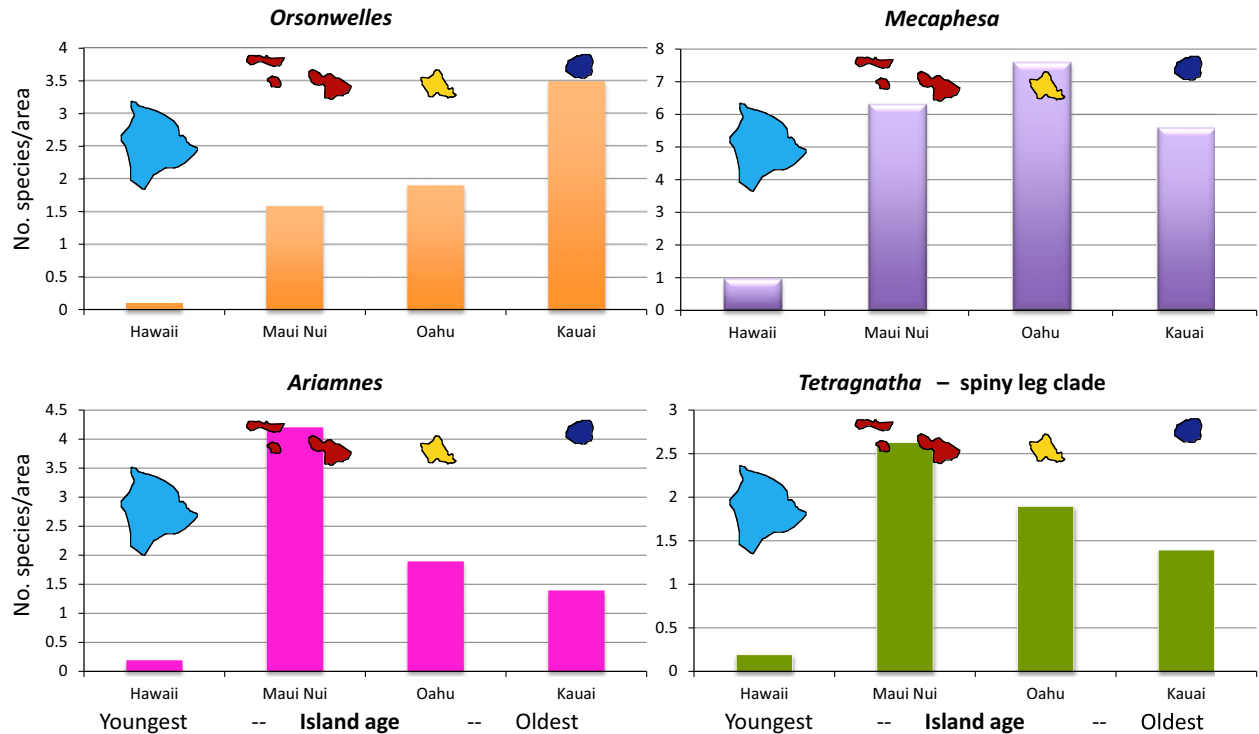 Orsonwelles
No. species/area
4
3.5
3
2.5
2
1.5
1
0.5
0
Hawaii Maui Nui Oahu Kauai
Mecaphesa
8
7
6
5
4
3
2
1
0
Hawaii Maui Nui Oahu Kauai
Ariamnes
No. species/area
4.5
4
3.5
3
2.5
2
1.5
1
0.5
0
Hawaii Maui Nui Oahu Kauai
Youngest -- Island age -- Oldest
Tetragnatha – spiny leg clade
3
2.5
2
1.5
1
0.5
0
Hawaii Maui Nui Oahu Kauai
Youngest -- Island age -- Oldest